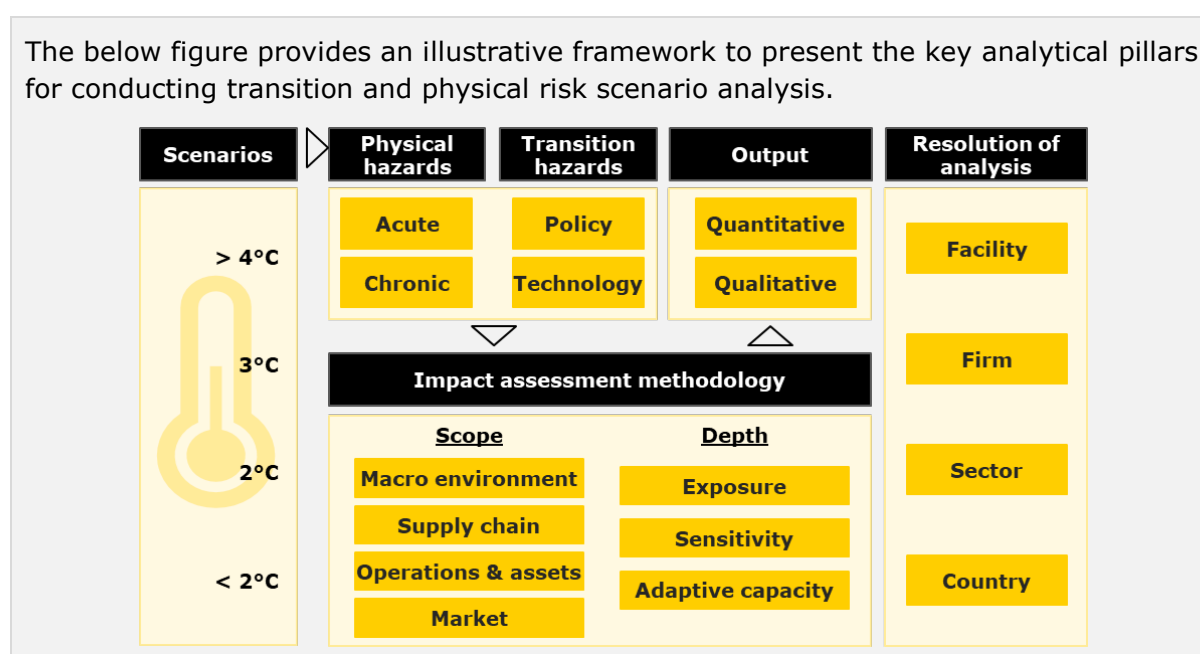 The below figure provides an illustrative framework to present the key analytical pillars
for conducting transition and physical risk scenario analysis.
Scenarios
Physical
hazards
Transition
hazards
Output
Resolution of
analysis
> 4°C
3°C
2°C
< 2°C
Acute
Chronic
Policy
Technology
Quantitative
Qualitative
Impact assessment methodology
Scope
Macro environment
Supply chain
Operations & assets
Market
Depth
Exposure
Sensitivity
Adaptive capacity
Facility
Firm
Sector
Country